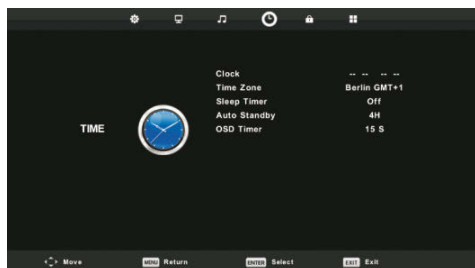 Clock -- -- -- --
Time Zone Berlin GMT+1
Sleep Timer Off
Auto Standby 4H
OSD Timer 15 S
TIME
Move MENU Return ENTER Select EXIT Exit